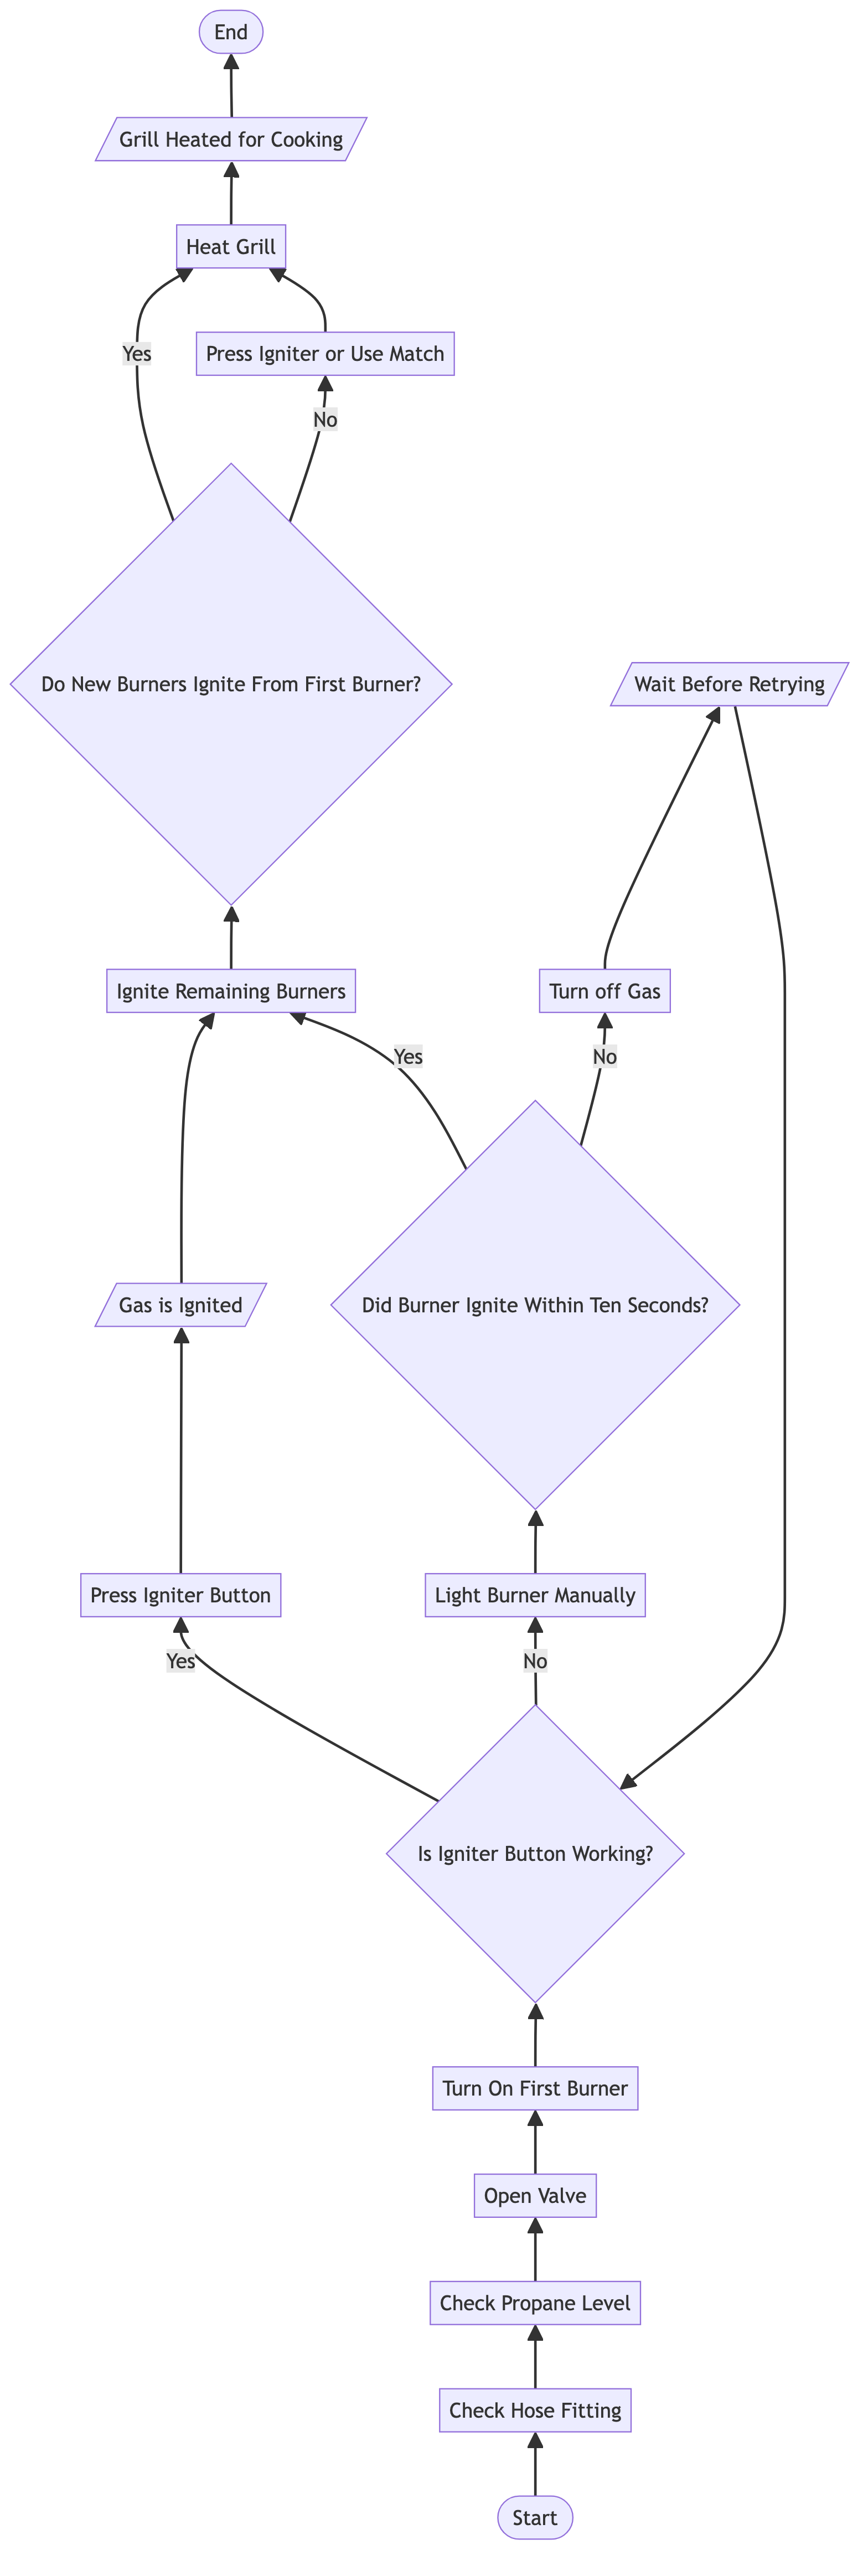 End
Grill Heated for Cooking
Heat Grill
Yes
Press Igniter or Use Match
No
Do New Burners Ignite From First Burner?
Wait Before Retrying
Ignite Remaining Burners
Turn off Gas
Yes
No
Gas is Ignited
Did Burner Ignite Within Ten Seconds?
Press Igniter Button
Light Burner Manually
Yes
No
Is Igniter Button Working?
Turn On First Burner
Open Valve
Check Propane Level
Check Hose Fitting
Start